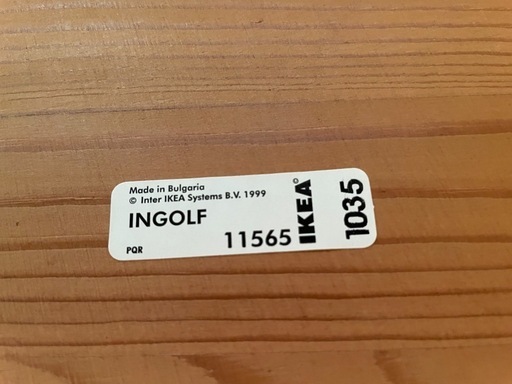 Made in Bulgaria
© Inter IKEA Systems B.V. 1999
INGOLF
PQR
11565
IKEA®
1035